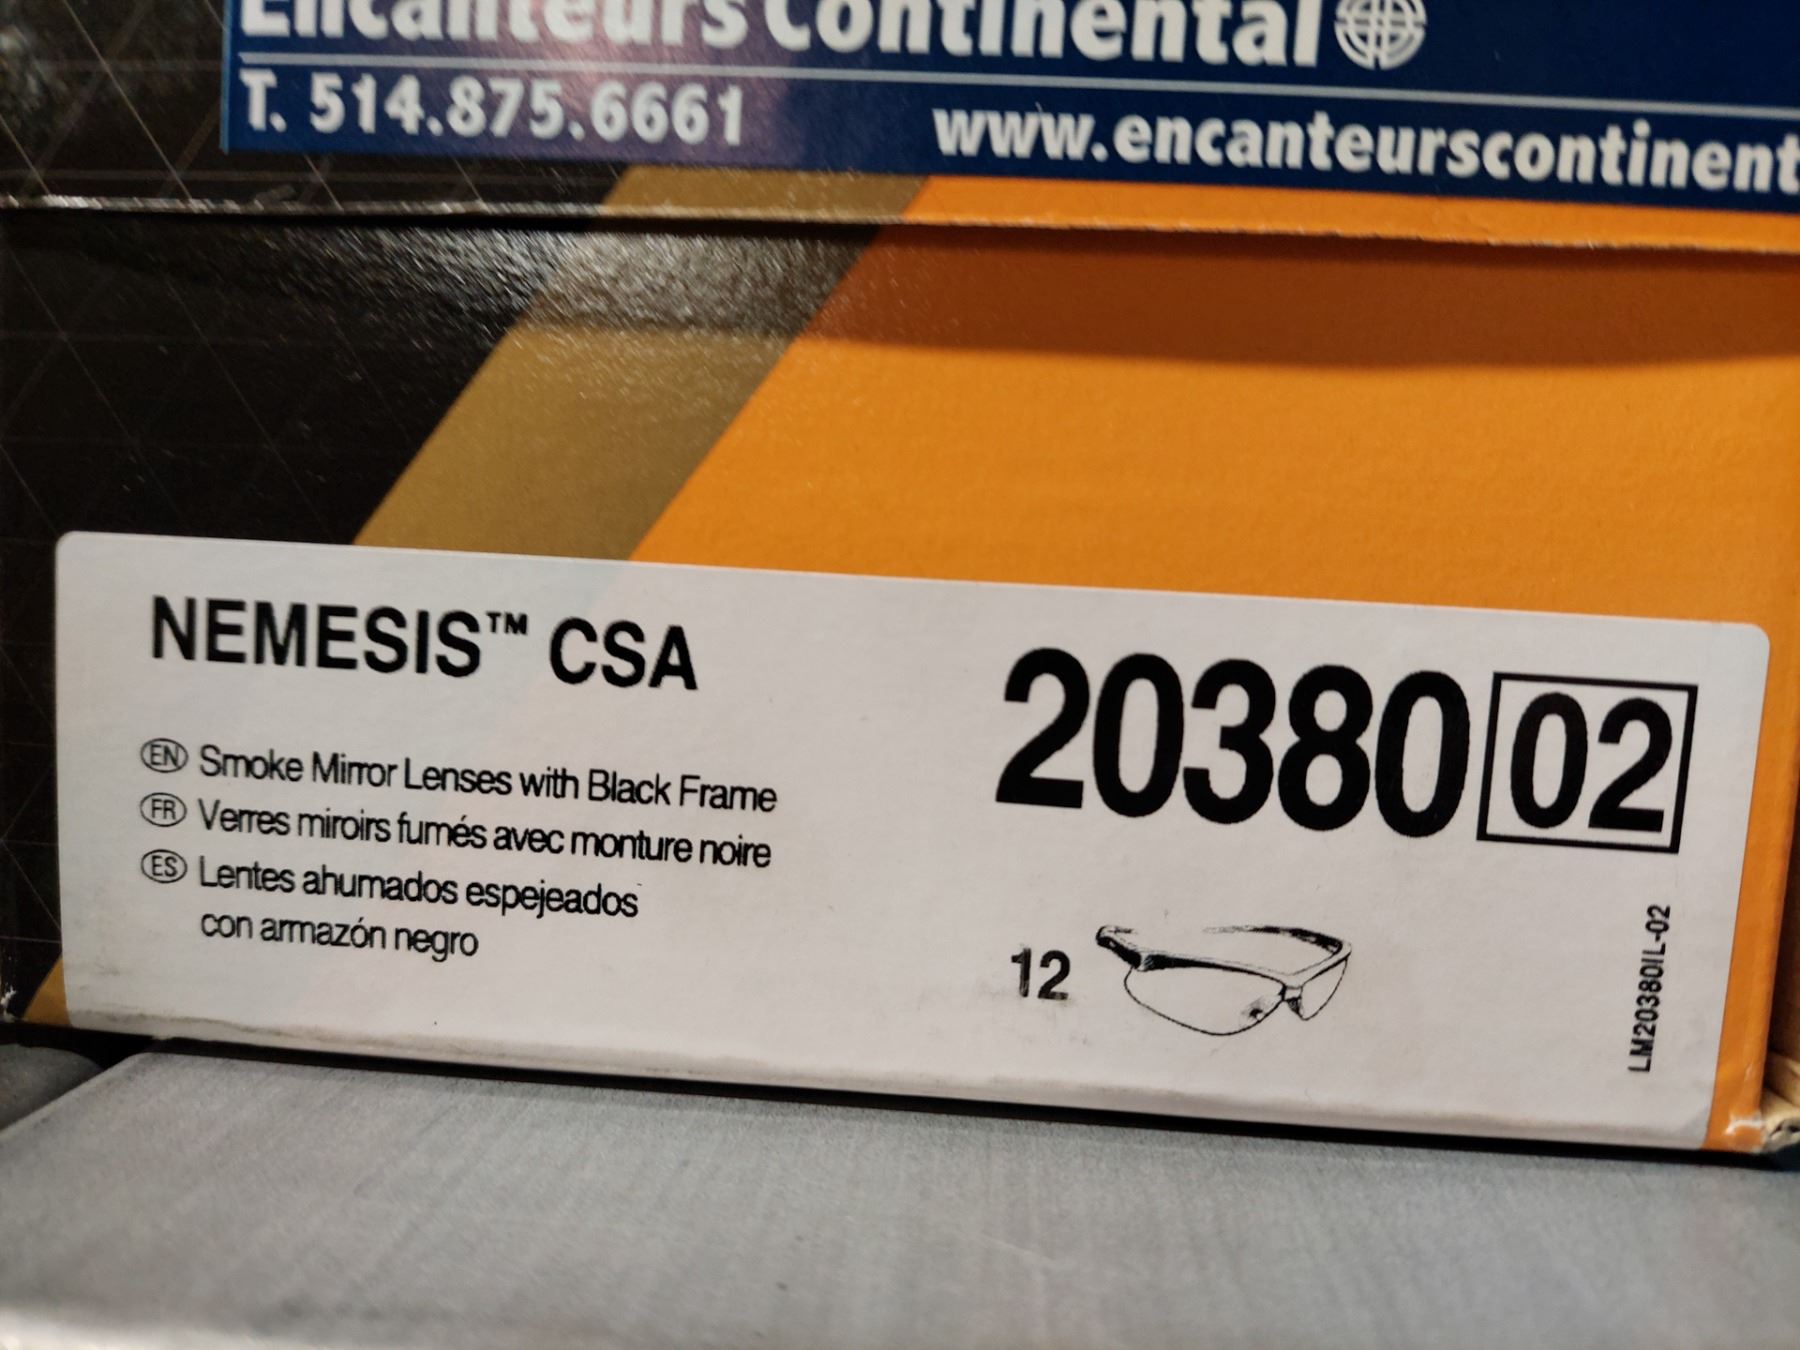 Encanteurs Continental
T. 514.875.6661
www.encanteurscontinent
NEMESIS™ CSA
20380 02
EN Smoke Mirror Lenses with Black Frame
FR Verres miroirs fumés avec monture noire
ES Lentes ahumados espejeados
con armazón negro
12
LM20380IL-02